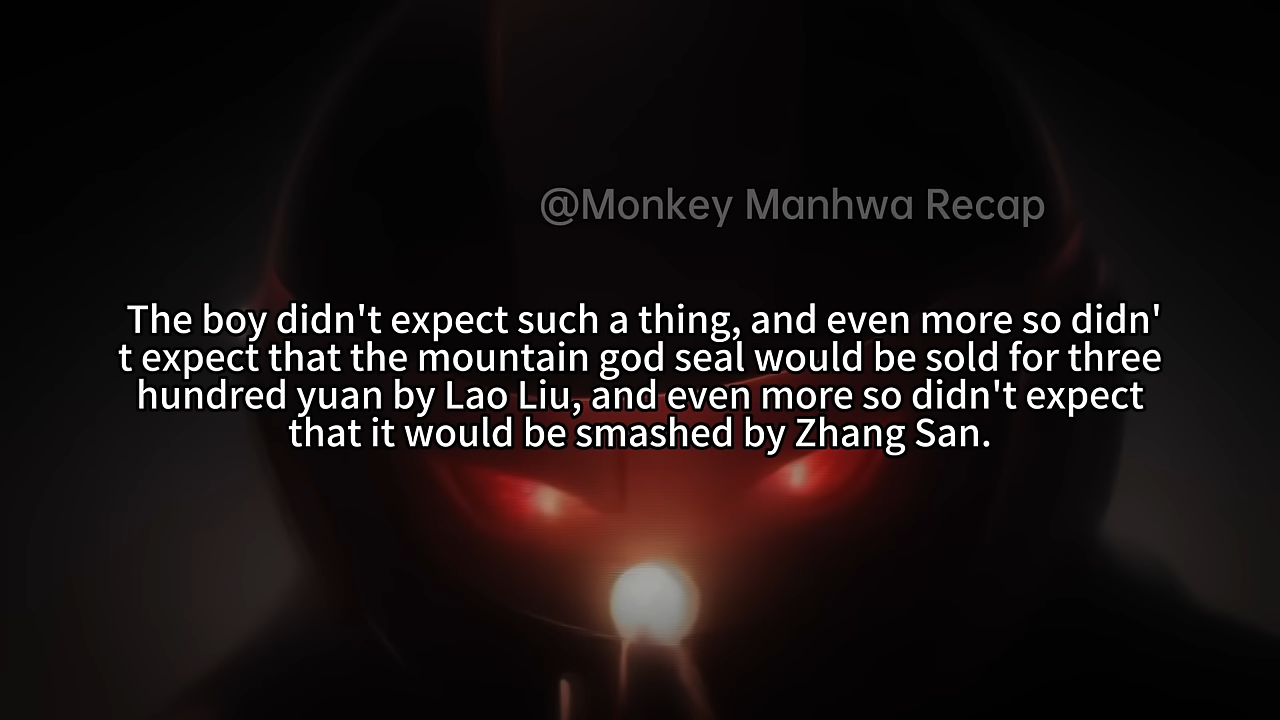 @Monkey Manhwa Recap
The boy didn't expect such a thing, and even more so didn'
t expect that the mountain god seal would be sold for three
hundred yuan by Lao Liu, and even more so didn't expect
that it would be smashed by Zhang San.